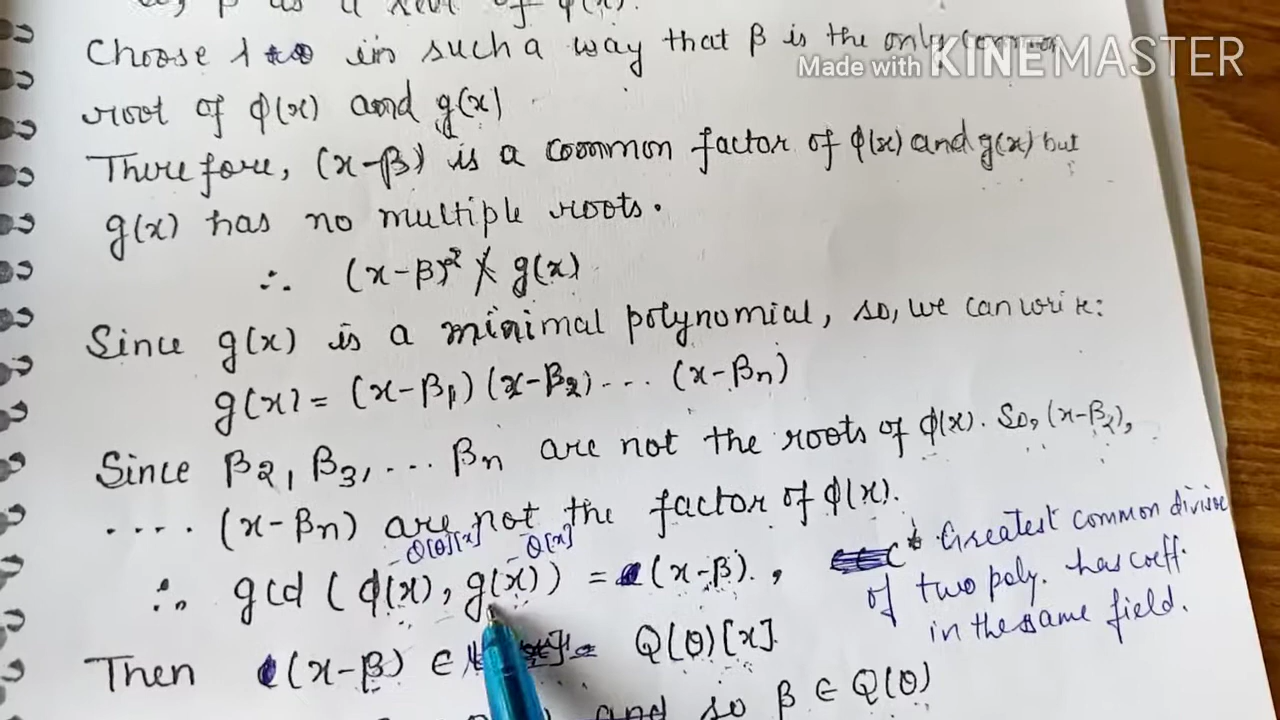 β is a root of φ(x).
Choose λ in such a way that β is the only common
Made with KINEMASTER
root of φ(x) and g(x)
Therefore, (x-β) is a common factor of φ(x) and g(x) but
g(x) has no multiple roots.
∴ (x-β)² ∤ g(x)
Since g(x) is a minimal polynomial, so, we can write:
g(x) = (x-β₁) (x-β₂) ... (x-βn)
Since β₂, β₃, ... βn are not the roots of φ(x). So, (x-β₂),
.... (x-βn) are not the factor of φ(x).
Q(θ)[x] Q[x]
∴ gcd (φ(x), g(x)) = (x-β).,
Greatest common divisor
of two poly. has coeff.
in the same field.
Then (x-β) ∈ Q(θ)[x].
and so β ∈ Q(θ)